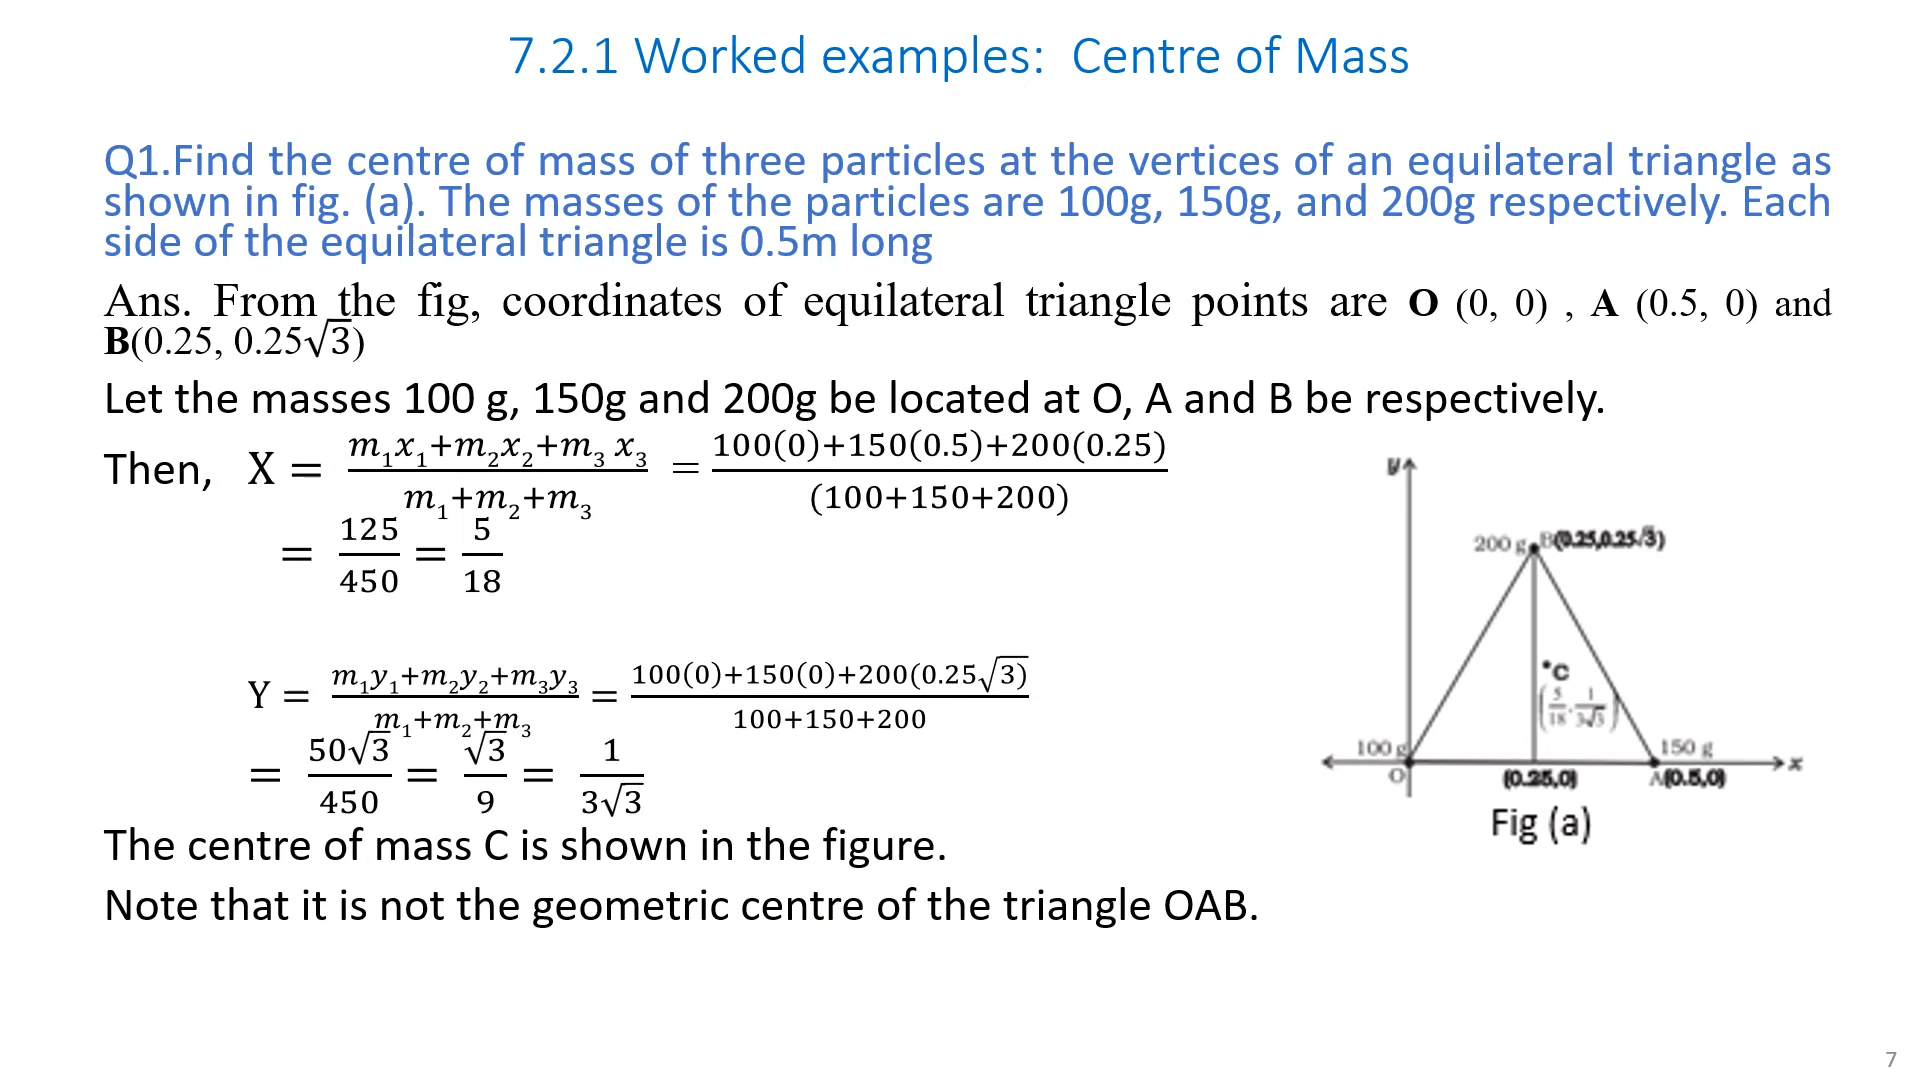 7.2.1 Worked examples:  Centre of Mass
Q1.Find the centre of mass of three particles at the vertices of an equilateral triangle as
shown in fig. (a). The masses of the particles are 100g, 150g, and 200g respectively. Each
side of the equilateral triangle is 0.5m long
Ans. From the fig, coordinates of equilateral triangle points are O (0, 0) , A (0.5, 0) and
B(0.25, 0.25√3)
Let the masses 100 g, 150g and 200g be located at O, A and B be respectively.
Then, X = (m₁x₁+m₂x₂+m₃ x₃)/(m₁+m₂+m₃) = (100(0)+150(0.5)+200(0.25))/((100+150+200))
= 125/450 = 5/18
Y = (m₁y₁+m₂y₂+m₃y₃)/(m₁+m₂+m₃) = (100(0)+150(0)+200(0.25√3))/(100+150+200)
= 50√3/450 = √3/9 = 1/(3√3)
The centre of mass C is shown in the figure.
Note that it is not the geometric centre of the triangle OAB.
y
200 g B(0.25,0.25√3)
C
(5/18, 1/(3√3))
100 g 150 g
x
O (0.25,0) A(0.5,0)
Fig (a)
7